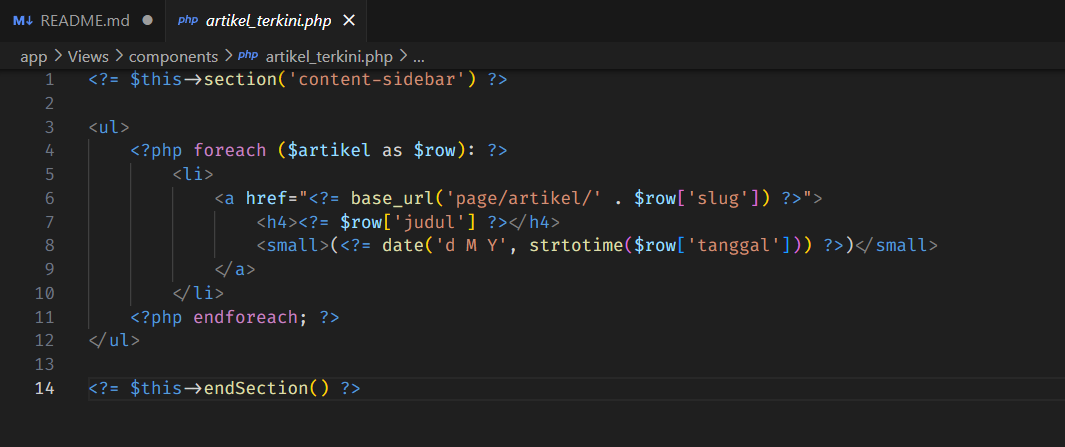 M↓ README.md ●
php artikel_terkini.php ×
app > Views > components > php artikel_terkini.php > ...
1 <?= $this->section('content-sidebar') ?>
2
3 <ul>
4 <?php foreach ($artikel as $row): ?>
5 <li>
6 <a href="<?= base_url('page/artikel/' . $row['slug']) ?>">
7 <h4><?= $row['judul'] ?></h4>
8 <small>(<?= date('d M Y', strtotime($row['tanggal'])) ?>)</small>
9 </a>
10 </li>
11 <?php endforeach; ?>
12 </ul>
13
14 <?= $this->endSection() ?>